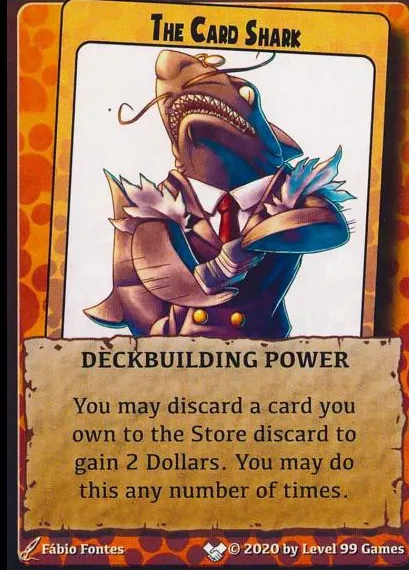 THE CARD SHARK
DECKBUILDING POWER
You may discard a card you
own to the Store discard to
gain 2 Dollars. You may do
this any number of times.
Fábio Fontes
© 2020 by Level 99 Games